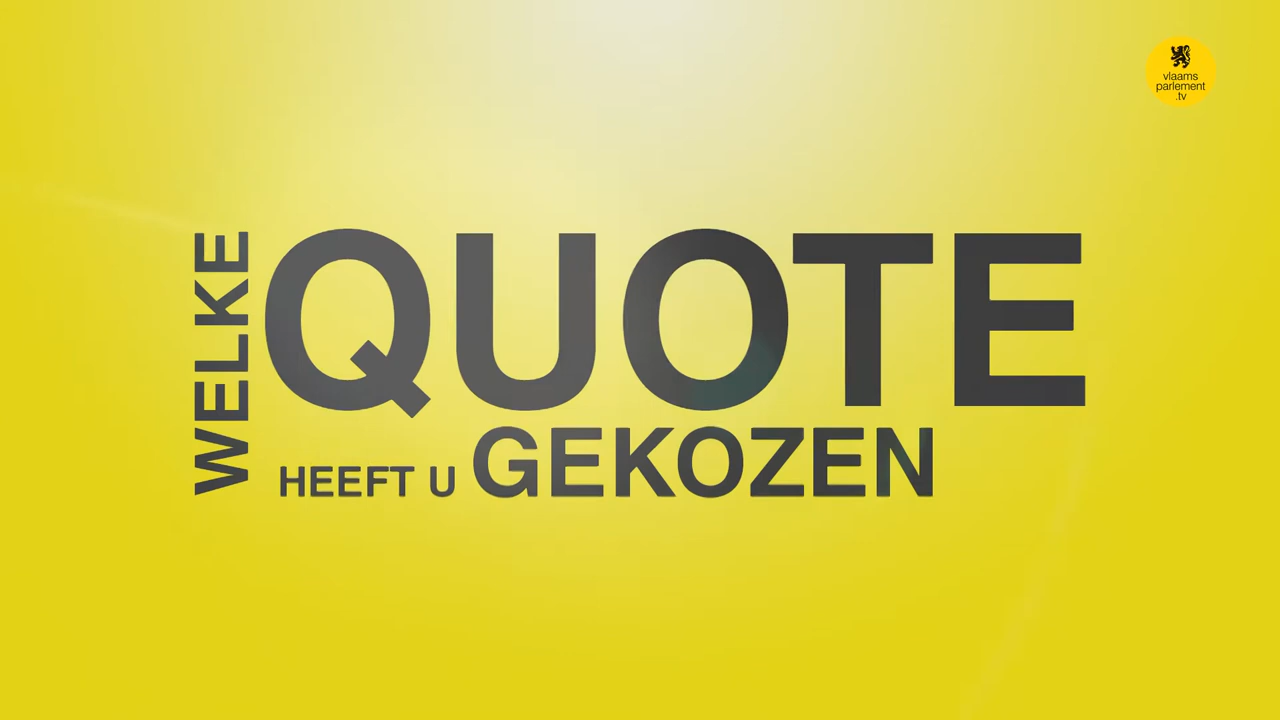 WELKE
QUOTE
HEEFT U GEKOZEN
vlaams
parlement
.tv